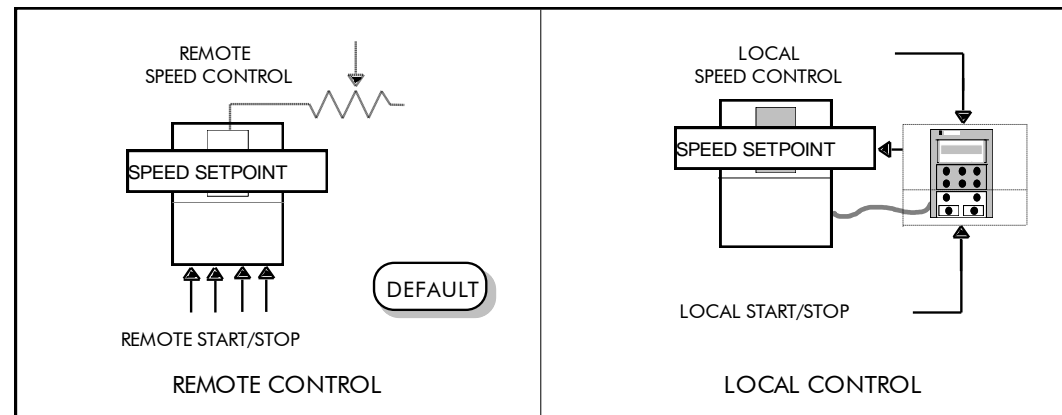 REMOTE
SPEED CONTROL
SPEED SETPOINT
DEFAULT
REMOTE START/STOP
REMOTE CONTROL
LOCAL
SPEED CONTROL
SPEED SETPOINT
LOCAL START/STOP
LOCAL CONTROL